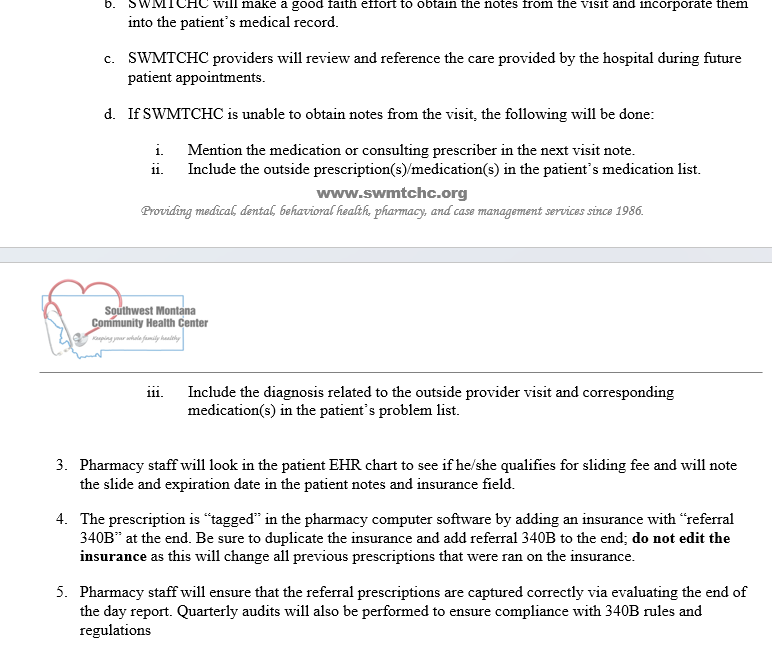 b. SWMTCHC will make a good faith effort to obtain the notes from the visit and incorporate them
into the patient's medical record.
c. SWMTCHC providers will review and reference the care provided by the hospital during future
patient appointments.
d. If SWMTCHC is unable to obtain notes from the visit, the following will be done:
i. Mention the medication or consulting prescriber in the next visit note.
ii. Include the outside prescription(s)/medication(s) in the patient's medication list.
www.swmtchc.org
Providing medical, dental, behavioral health, pharmacy, and case management services since 1986.
Southwest Montana
Community Health Center
Keeping your whole family healthy
iii. Include the diagnosis related to the outside provider visit and corresponding
medication(s) in the patient's problem list.
3. Pharmacy staff will look in the patient EHR chart to see if he/she qualifies for sliding fee and will note
the slide and expiration date in the patient notes and insurance field.
4. The prescription is “tagged” in the pharmacy computer software by adding an insurance with “referral
340B” at the end. Be sure to duplicate the insurance and add referral 340B to the end; do not edit the
insurance as this will change all previous prescriptions that were ran on the insurance.
5. Pharmacy staff will ensure that the referral prescriptions are captured correctly via evaluating the end of
the day report. Quarterly audits will also be performed to ensure compliance with 340B rules and
regulations